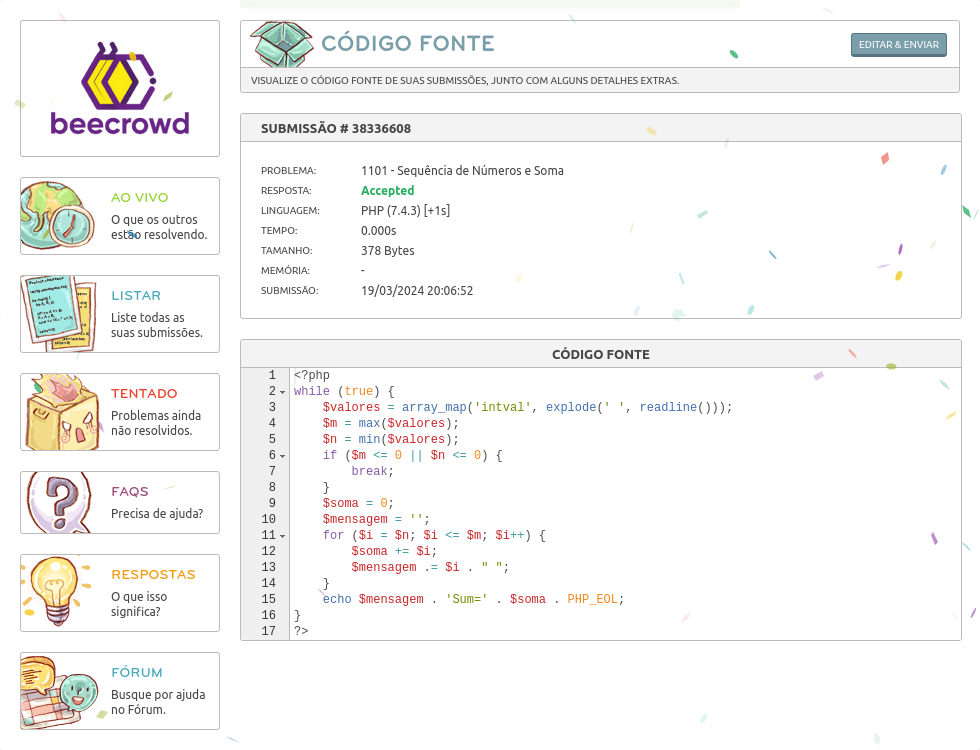 beecrowd
AO VIVO
O que os outros
estão resolvendo.
LISTAR
Liste todas as
suas submissões.
TENTADO
Problemas ainda
não resolvidos.
FAQS
Precisa de ajuda?
RESPOSTAS
O que isso
significa?
FÓRUM
Busque por ajuda
no Fórum.
CÓDIGO FONTE
EDITAR & ENVIAR
VISUALIZE O CÓDIGO FONTE DE SUAS SUBMISSÕES, JUNTO COM ALGUNS DETALHES EXTRAS.
SUBMISSÃO # 38336608
PROBLEMA: 1101 - Sequência de Números e Soma
RESPOSTA: Accepted
LINGUAGEM: PHP (7.4.3) [+1s]
TEMPO: 0.000s
TAMANHO: 378 Bytes
MEMÓRIA: -
SUBMISSÃO: 19/03/2024 20:06:52
CÓDIGO FONTE
1 <?php
2 while (true) {
3     $valores = array_map('intval', explode(' ', readline()));
4     $m = max($valores);
5     $n = min($valores);
6     if ($m <= 0 || $n <= 0) {
7         break;
8     }
9     $soma = 0;
10     $mensagem = '';
11     for ($i = $n; $i <= $m; $i++) {
12         $soma += $i;
13         $mensagem .= $i . " ";
14     }
15     echo $mensagem . 'Sum=' . $soma . PHP_EOL;
16 }
17 ?>